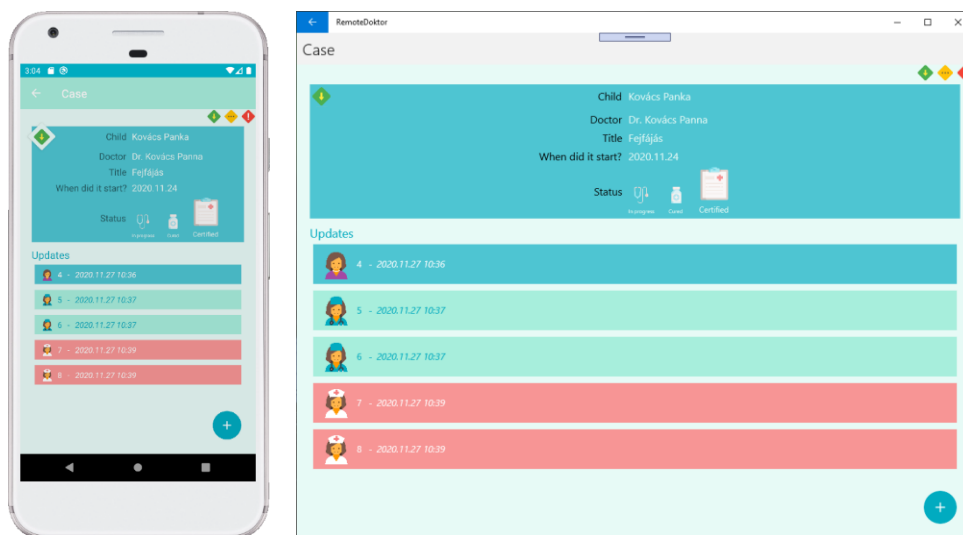 3:04
Case
Child Kovács Panka
Doctor Dr. Kovács Panna
Title Fejfájás
When did it start? 2020.11.24
Status
In progress Cured Certified
Updates
4 - 2020.11.27 10:36
5 - 2020.11.27 10:37
6 - 2020.11.27 10:37
7 - 2020.11.27 10:39
8 - 2020.11.27 10:39
+
RemoteDoktor
Case
Child Kovács Panka
Doctor Dr. Kovács Panna
Title Fejfájás
When did it start? 2020.11.24
Status
In progress Cured Certified
Updates
4 - 2020.11.27 10:36
5 - 2020.11.27 10:37
6 - 2020.11.27 10:37
7 - 2020.11.27 10:39
8 - 2020.11.27 10:39
+